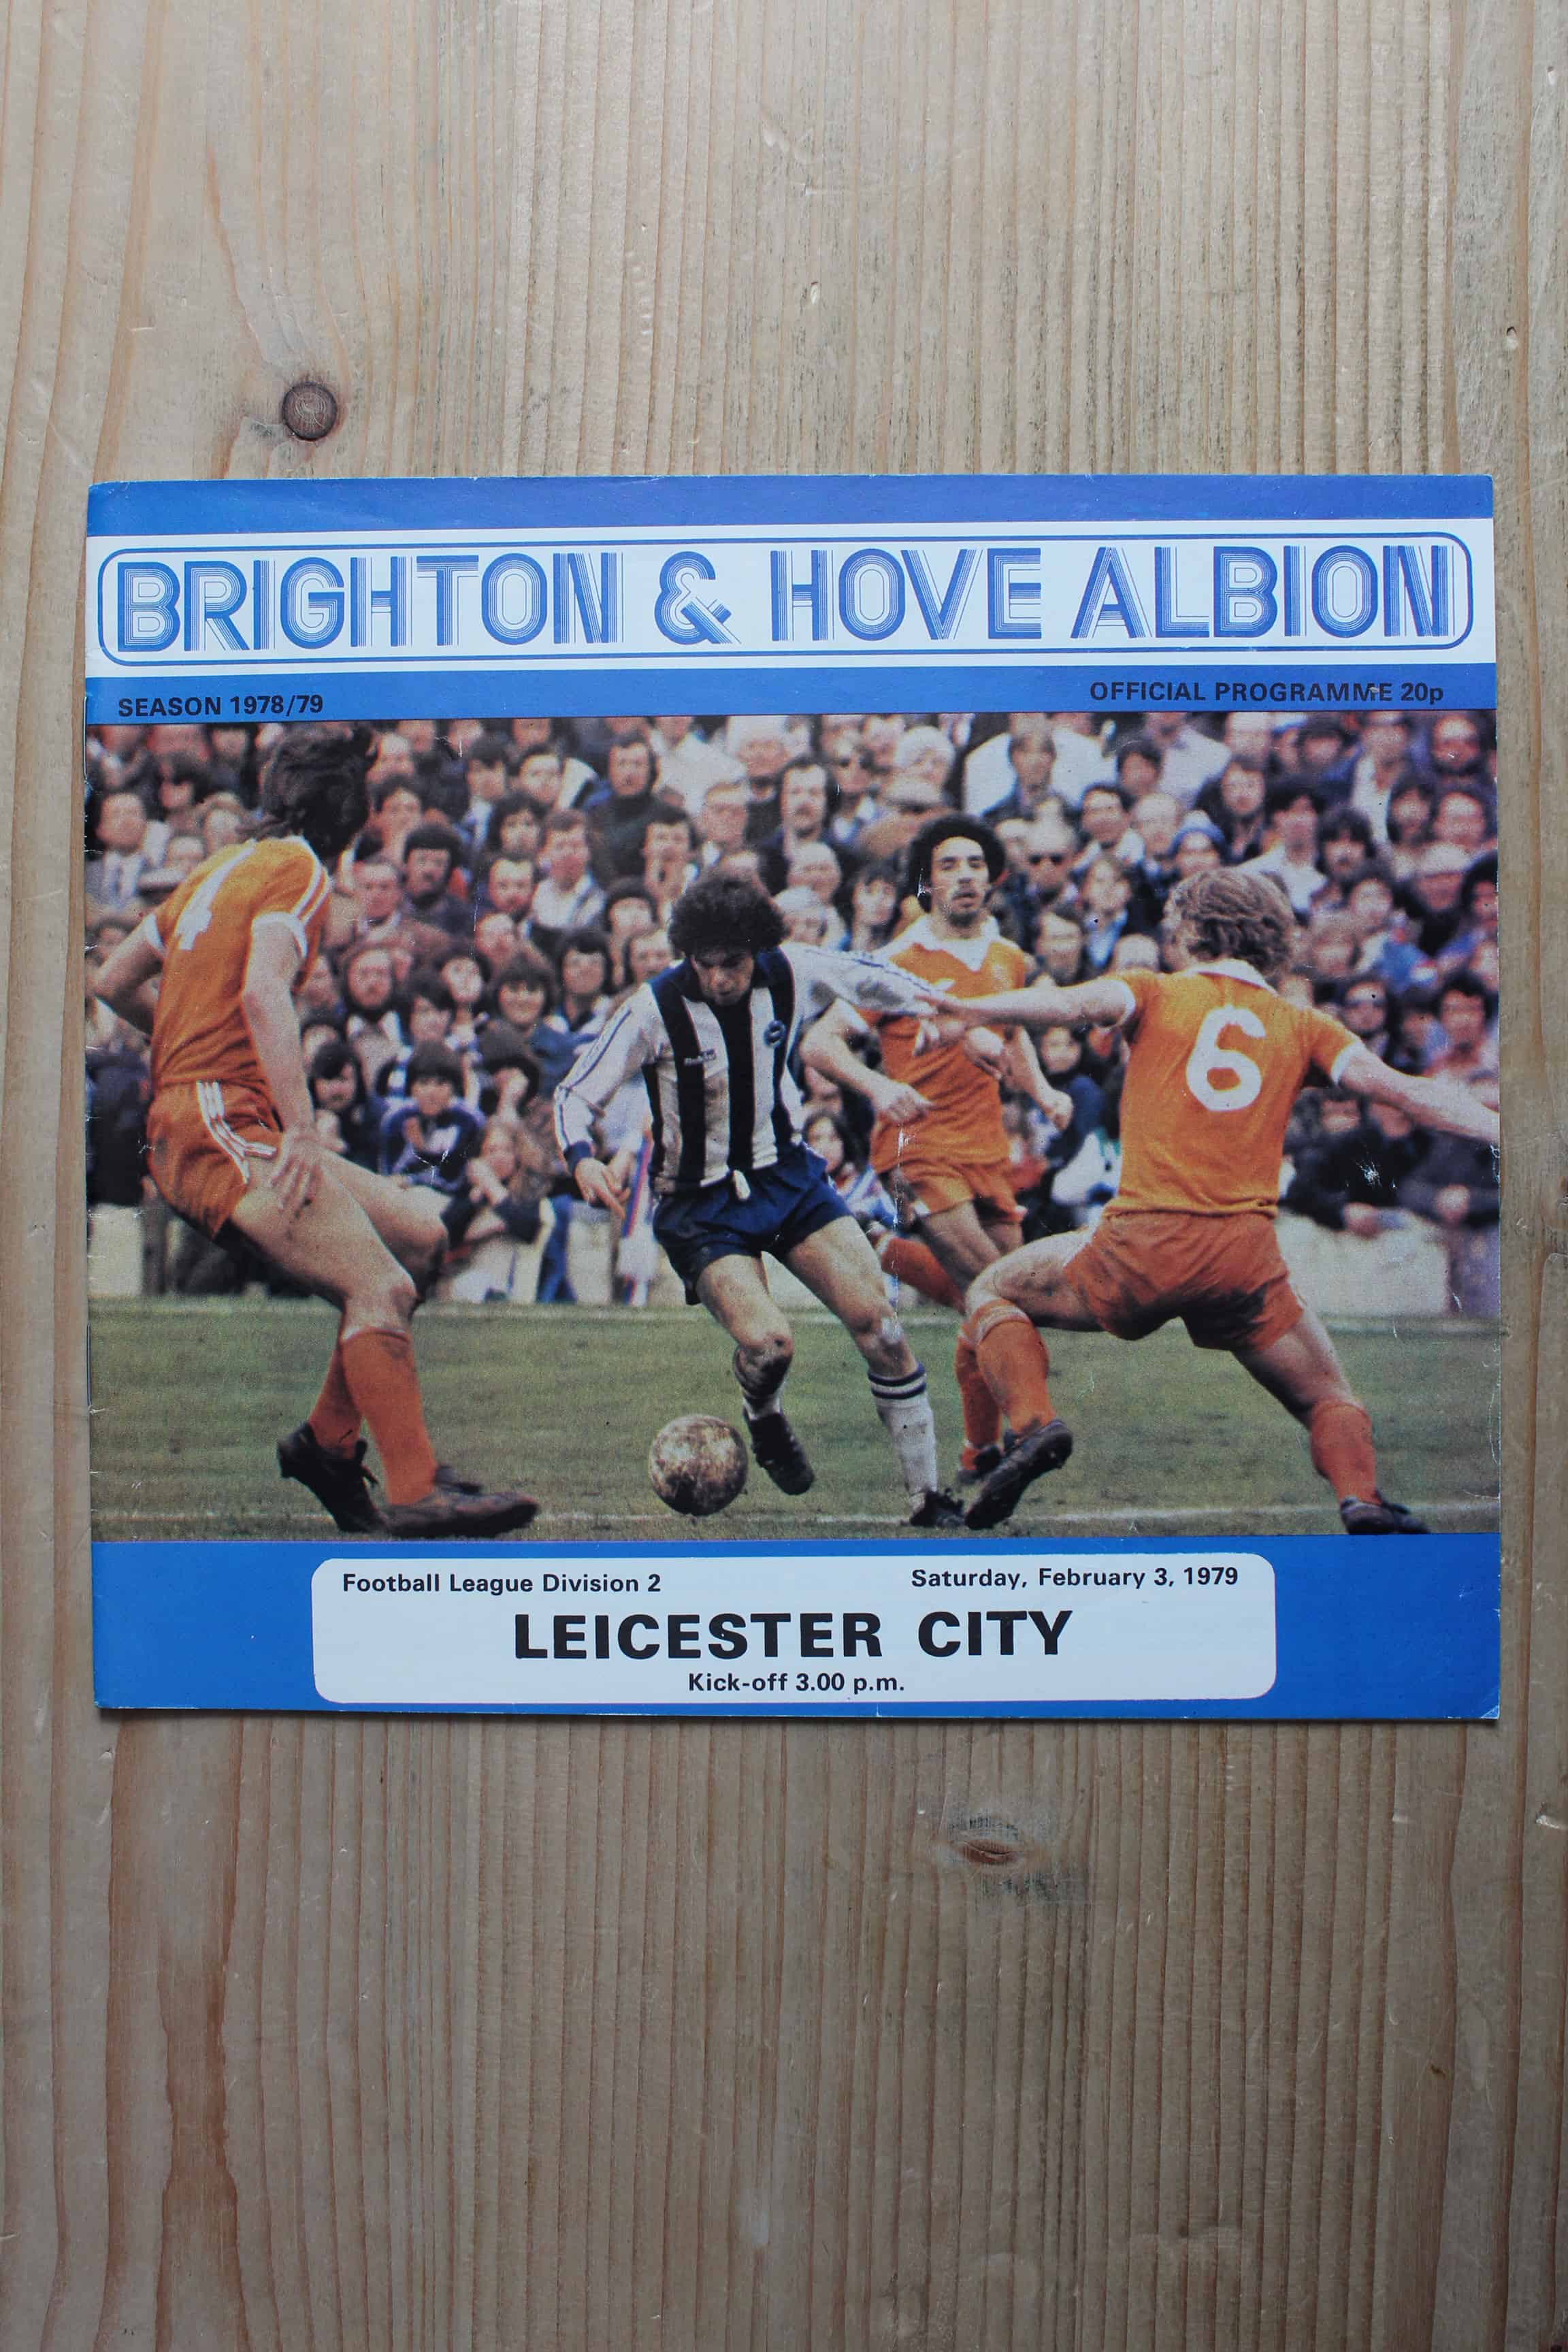 BRIGHTON & HOVE ALBION
SEASON 1978/79
OFFICIAL PROGRAMME 20p
4
6
Football League Division 2
Saturday, February 3, 1979
LEICESTER CITY
Kick-off 3.00 p.m.